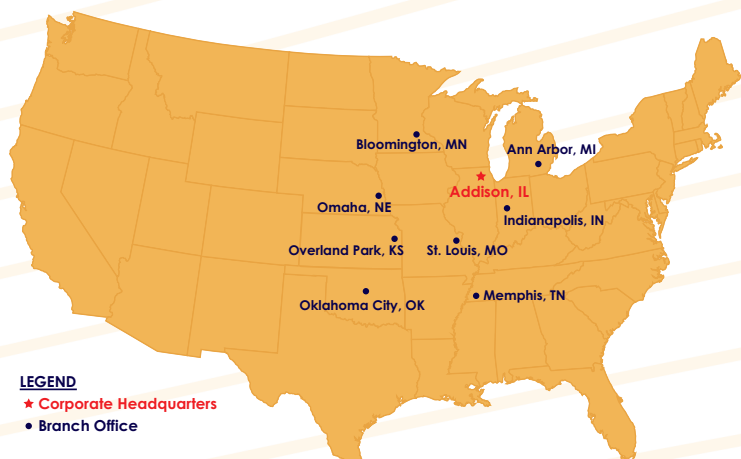 Bloomington, MN
Ann Arbor, MI
Addison, IL
Omaha, NE
Indianapolis, IN
Overland Park, KS
St. Louis, MO
Oklahoma City, OK
Memphis, TN
LEGEND
Corporate Headquarters
Branch Office